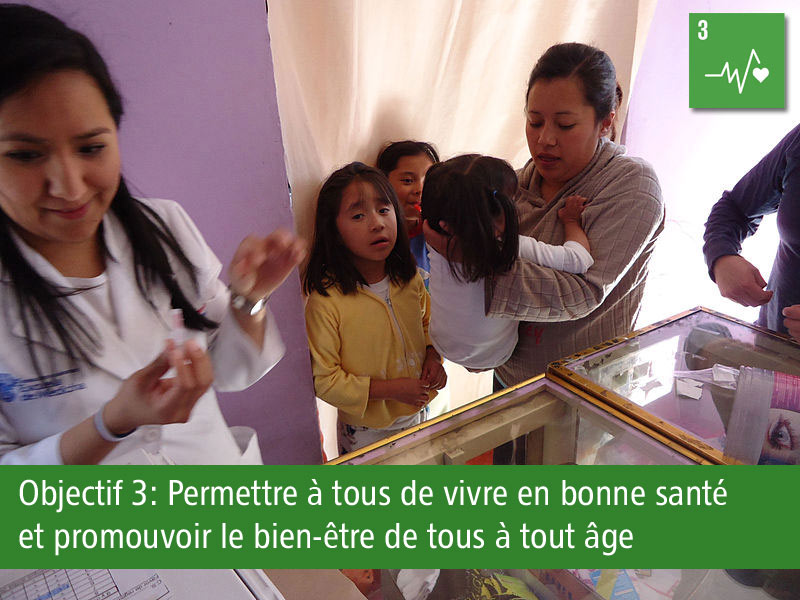 3
Objectif 3: Permettre à tous de vivre en bonne santé
et promouvoir le bien-être de tous à tout âge